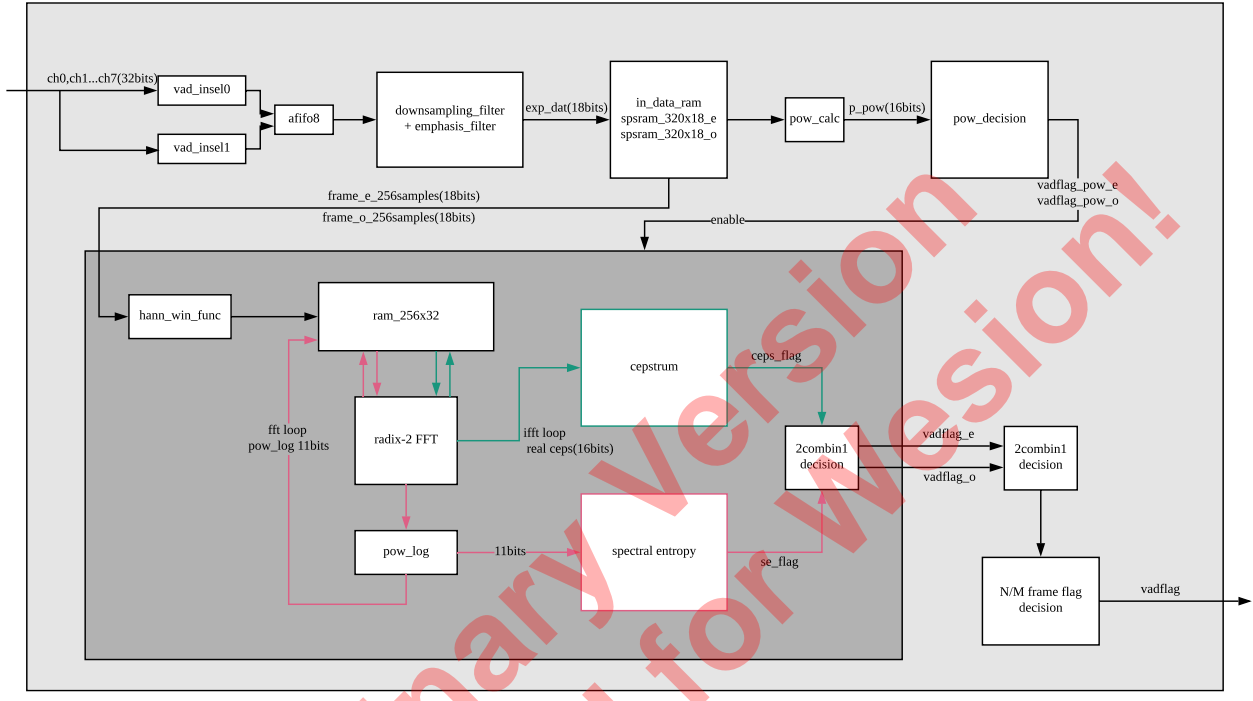 ch0,ch1...ch7(32bits)
vad_insel0
vad_insel1
afifo8
downsampling_filter
+ emphasis_filter
exp_dat(18bits)
in_data_ram
spsram_320x18_e
spsram_320x18_o
pow_calc
p_pow(16bits)
pow_decision
vadflag_pow_e
vadflag_pow_o
frame_e_256samples(18bits)
frame_o_256samples(18bits)
enable
hann_win_func
ram_256x32
fft loop
pow_log 11bits
radix-2 FFT
ifft loop
real ceps(16bits)
cepstrum
ceps_flag
pow_log
11bits
spectral entropy
se_flag
2combin1
decision
vadflag_e
vadflag_o
2combin1
decision
N/M frame flag
decision
vadflag
Version
for Wesion!